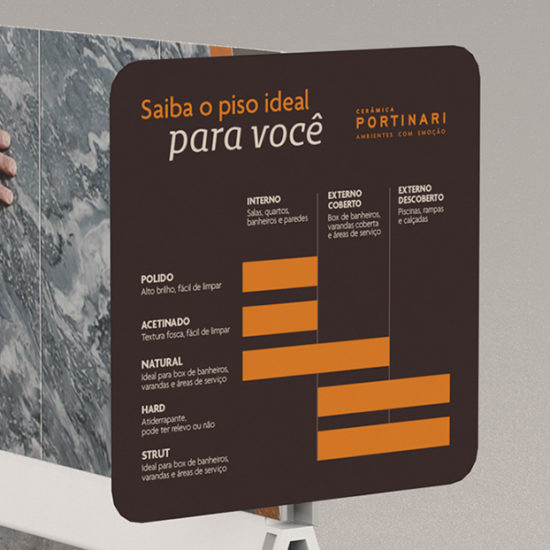 Saiba o piso ideal
para você
CERÂMICA
PORTINARI
AMBIENTES COM EMOÇÃO
INTERNO
Salas, quartos,
banheiros e paredes
EXTERNO
COBERTO
Box de banheiros,
varandas coberta
e áreas de serviço
EXTERNO
DESCOBERTO
Piscinas, rampas
e calçadas
POLIDO
Alto brilho, fácil de limpar
ACETINADO
Textura fosca, fácil de limpar
NATURAL
Ideal para box de banheiros,
varandas e áreas de serviço
HARD
Atiderrapante,
pode ter relevo ou não
STRUT
Ideal para box de banheiros,
varandas e áreas de serviço